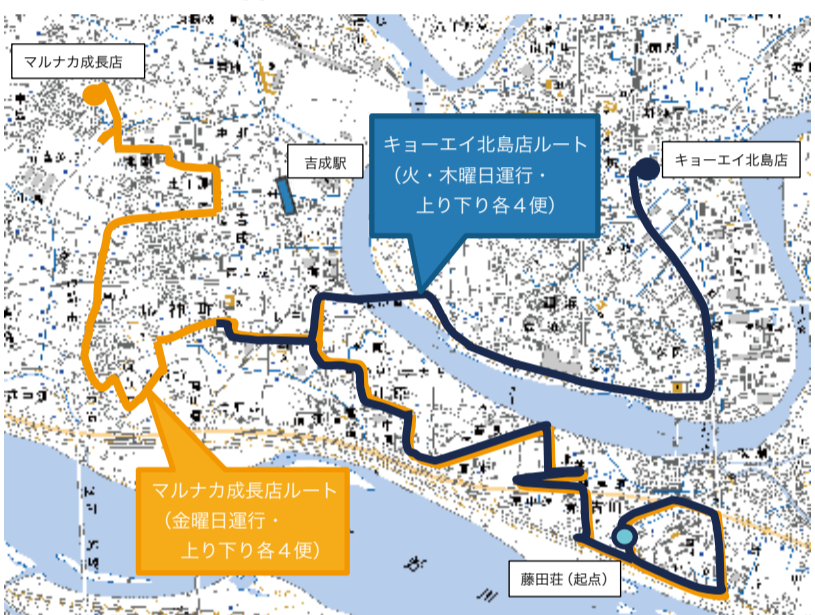 マルナカ成長店
吉成駅
キョーエイ北島店ルート
（火・木曜日運行・
上り下り各４便）
キョーエイ北島店
マルナカ成長店ルート
（金曜日運行・
上り下り各４便）
古川
藤田荘（起点）